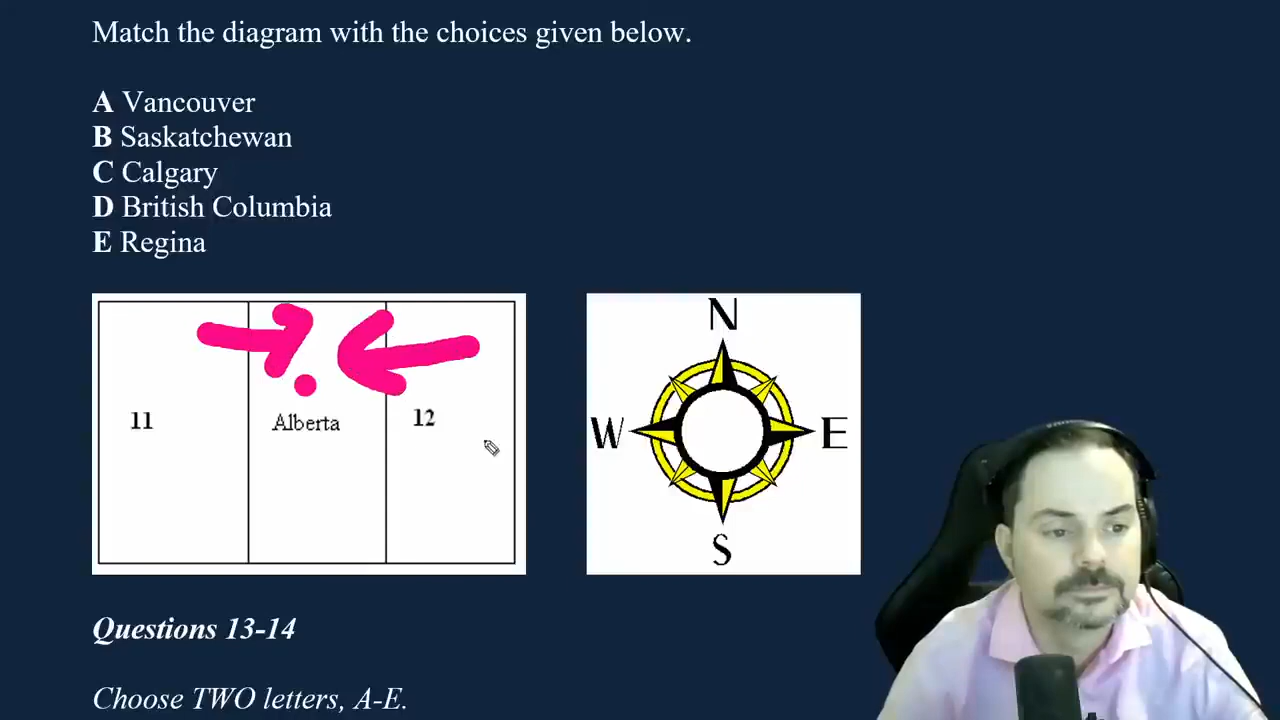 Match the diagram with the choices given below.
A Vancouver
B Saskatchewan
C Calgary
D British Columbia
E Regina
11
Alberta
12
N
W
E
S
Questions 13-14
Choose TWO letters, A-E.